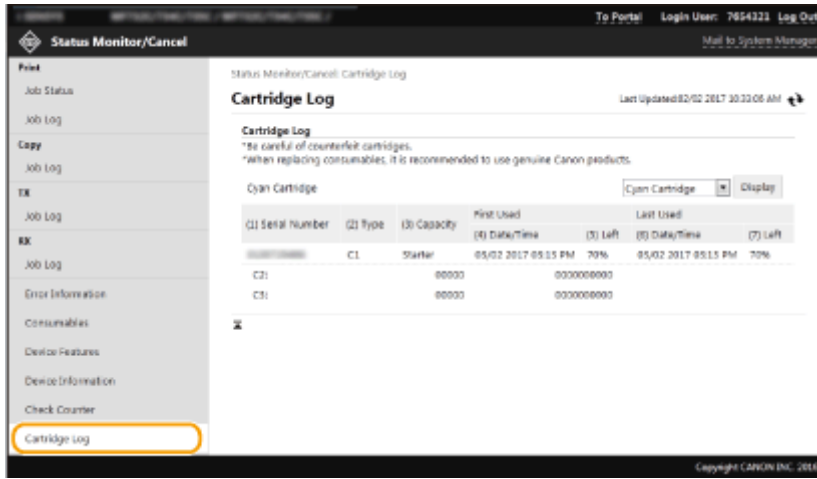 To Portal Login User: 7654321 Log Out
Status Monitor/Cancel Mail to System Manager
Print
Job Status
Job Log
Copy
Job Log
TX
Job Log
RX
Job Log
Error Information
Consumables
Device Features
Device Information
Check Counter
Cartridge Log
Status Monitor/Cancel: Cartridge Log
Cartridge Log Last Updated:02/02 2017 10:33:06 AM
Cartridge Log
*Be careful of counterfeit cartridges.
*When replacing consumables, it is recommended to use genuine Canon products.
Cyan Cartridge Cyan Cartridge Display
(1) Serial Number (2) Type (3) Capacity First Used Last Used
(4) Date/Time (5) Left (6) Date/Time (7) Left
C1 Starter 05/02 2017 05:15 PM 70% 05/02 2017 05:15 PM 70%
C2: 00000 0000000000
C3: 00000 0000000000
Copyright CANON INC. 2016